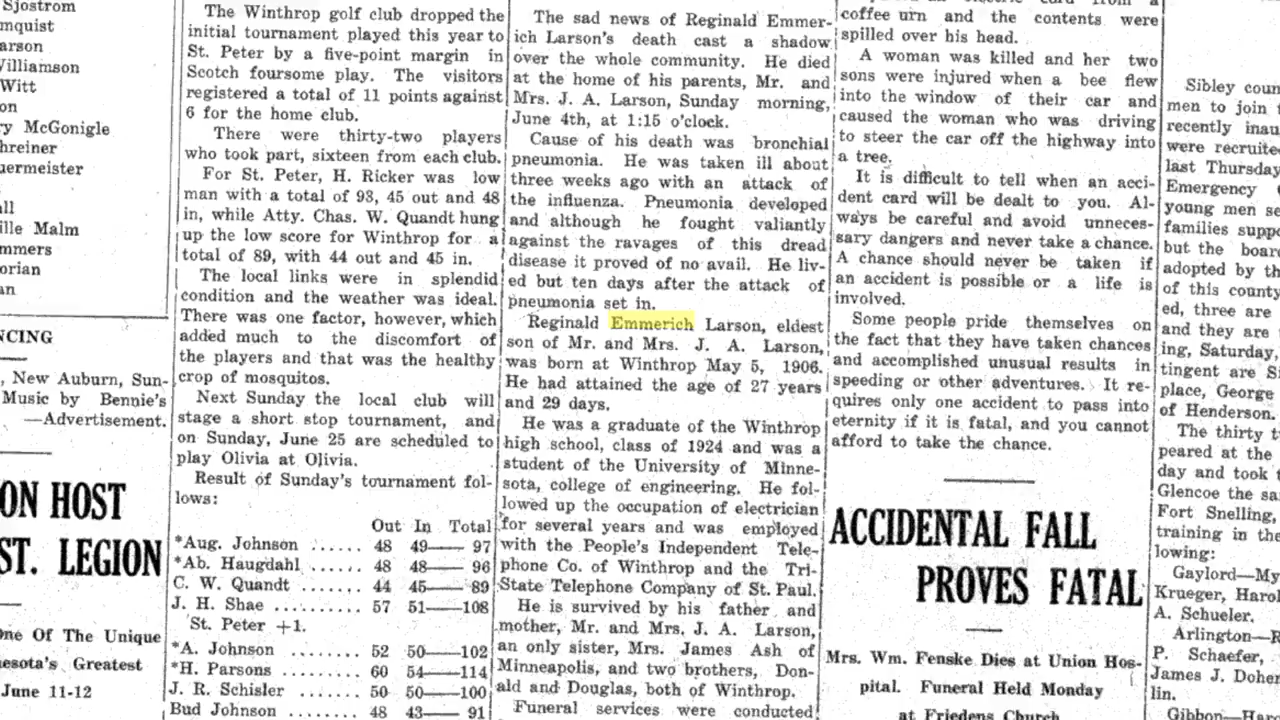 Sjostrom
mquist
arson
Villiamson
Witt
on
ry McGonigle
hreiner
uermeister
all
ille Malm
mmers
orian
an
NCING
, New Auburn, Sun-
Music by Bennie's
—Advertisement.
ON HOST
ST. LEGION
One Of The Unique
nesota's Greatest
June 11-12
The Winthrop golf club dropped the
initial tournament played this year to
St. Peter by a five-point margin in
Scotch foursome play. The visitors
registered a total of 11 points against
6 for the home club.
There were thirty-two players
who took part, sixteen from each club.
For St. Peter, H. Ricker was low
man with a total of 93, 45 out and 48
in, while Atty. Chas. W. Quandt hung
up the low score for Winthrop for a
total of 89, with 44 out and 45 in.
The local links were in splendid
condition and the weather was ideal.
There was one factor, however, which
added much to the discomfort of
the players and that was the healthy
crop of mosquitos.
Next Sunday the local club will
stage a short stop tournament, and
on Sunday, June 25 are scheduled to
play Olivia at Olivia.
Result of Sunday's tournament fol-
lows:
Out In Total
*Aug. Johnson ...... 48 49—— 97
*Ab. Haugdahl ...... 48 48—— 96
C. W. Quandt ....... 44 45—— 89
J. H. Shae ......... 57 51——108
St. Peter +1.
*A. Johnson ........ 52 50——102
*H. Parsons ........ 60 54——114
J. R. Schisler ..... 50 50——100
Bud Johnson ........ 48 43—— 91
The sad news of Reginald Emmer-
ich Larson's death cast a shadow
over the whole community. He died
at the home of his parents, Mr. and
Mrs. J. A. Larson, Sunday morning,
June 4th, at 1:15 o'clock.
Cause of his death was bronchial
pneumonia. He was taken ill about
three weeks ago with an attack of
the influenza. Pneumonia developed
and although he fought valiantly
against the ravages of this dread
disease it proved of no avail. He liv-
ed but ten days after the attack of
pneumonia set in.
Reginald Emmerich Larson, eldest
son of Mr. and Mrs. J. A. Larson,
was born at Winthrop May 5, 1906.
He had attained the age of 27 years
and 29 days.
He was a graduate of the Winthrop
high school, class of 1924 and was a
student of the University of Minne-
sota, college of engineering. He fol-
lowed up the occupation of electrician
for several years and was employed
with the People's Independent Tele-
phone Co. of Winthrop and the Tri-
State Telephone Company of St. Paul.
He is survived by his father and
mother, Mr. and Mrs. J. A. Larson,
an only sister, Mrs. James Ash of
Minneapolis, and two brothers, Don-
ald and Douglas, both of Winthrop.
Funeral services were conducted
coffee urn and the contents were
spilled over his head.
A woman was killed and her two
sons were injured when a bee flew
into the window of their car and
caused the woman who was driving
to steer the car off the highway into
a tree.
It is difficult to tell when an acci-
dent card will be dealt to you. Al-
ways be careful and avoid unneces-
sary dangers and never take a chance.
A chance should never be taken if
an accident is possible or a life is
involved.
Some people pride themselves on
the fact that they have taken chances
and accomplished unusual results in
speeding or other adventures. It re-
quires only one accident to pass into
eternity if it is fatal, and you cannot
afford to take the chance.
ACCIDENTAL FALL
PROVES FATAL
Mrs. Wm. Fenske Dies at Union Hos-
pital. Funeral Held Monday
at Friedens Church
Sibley coun
men to join t
recently inau
were recruite
last Thursday
Emergency
young men se
families suppo
but the board
adopted by th
of this county
ed, three are
and they are
ing, Saturday,
tingent are Si
place, George
of Henderson.
The thirty t
peared at the
day and took t
Glencoe the sa
Fort Snelling,
training in the
lowing:
Gaylord—My
Krueger, Harol
A. Schueler.
Arlington—R
P. Schaefer,
James J. Doher
lin.
Gibbon—Has